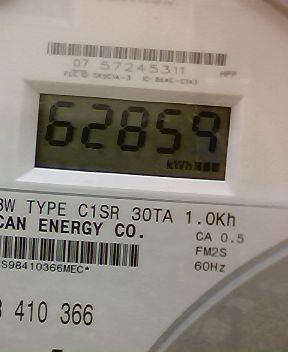 07 57245311
HPP
62859
kWh
3W TYPE C1SR 30TA 1.0Kh
CAN ENERGY CO.
CA 0.5
FM2S
60Hz
S98410366MEC*
410 366